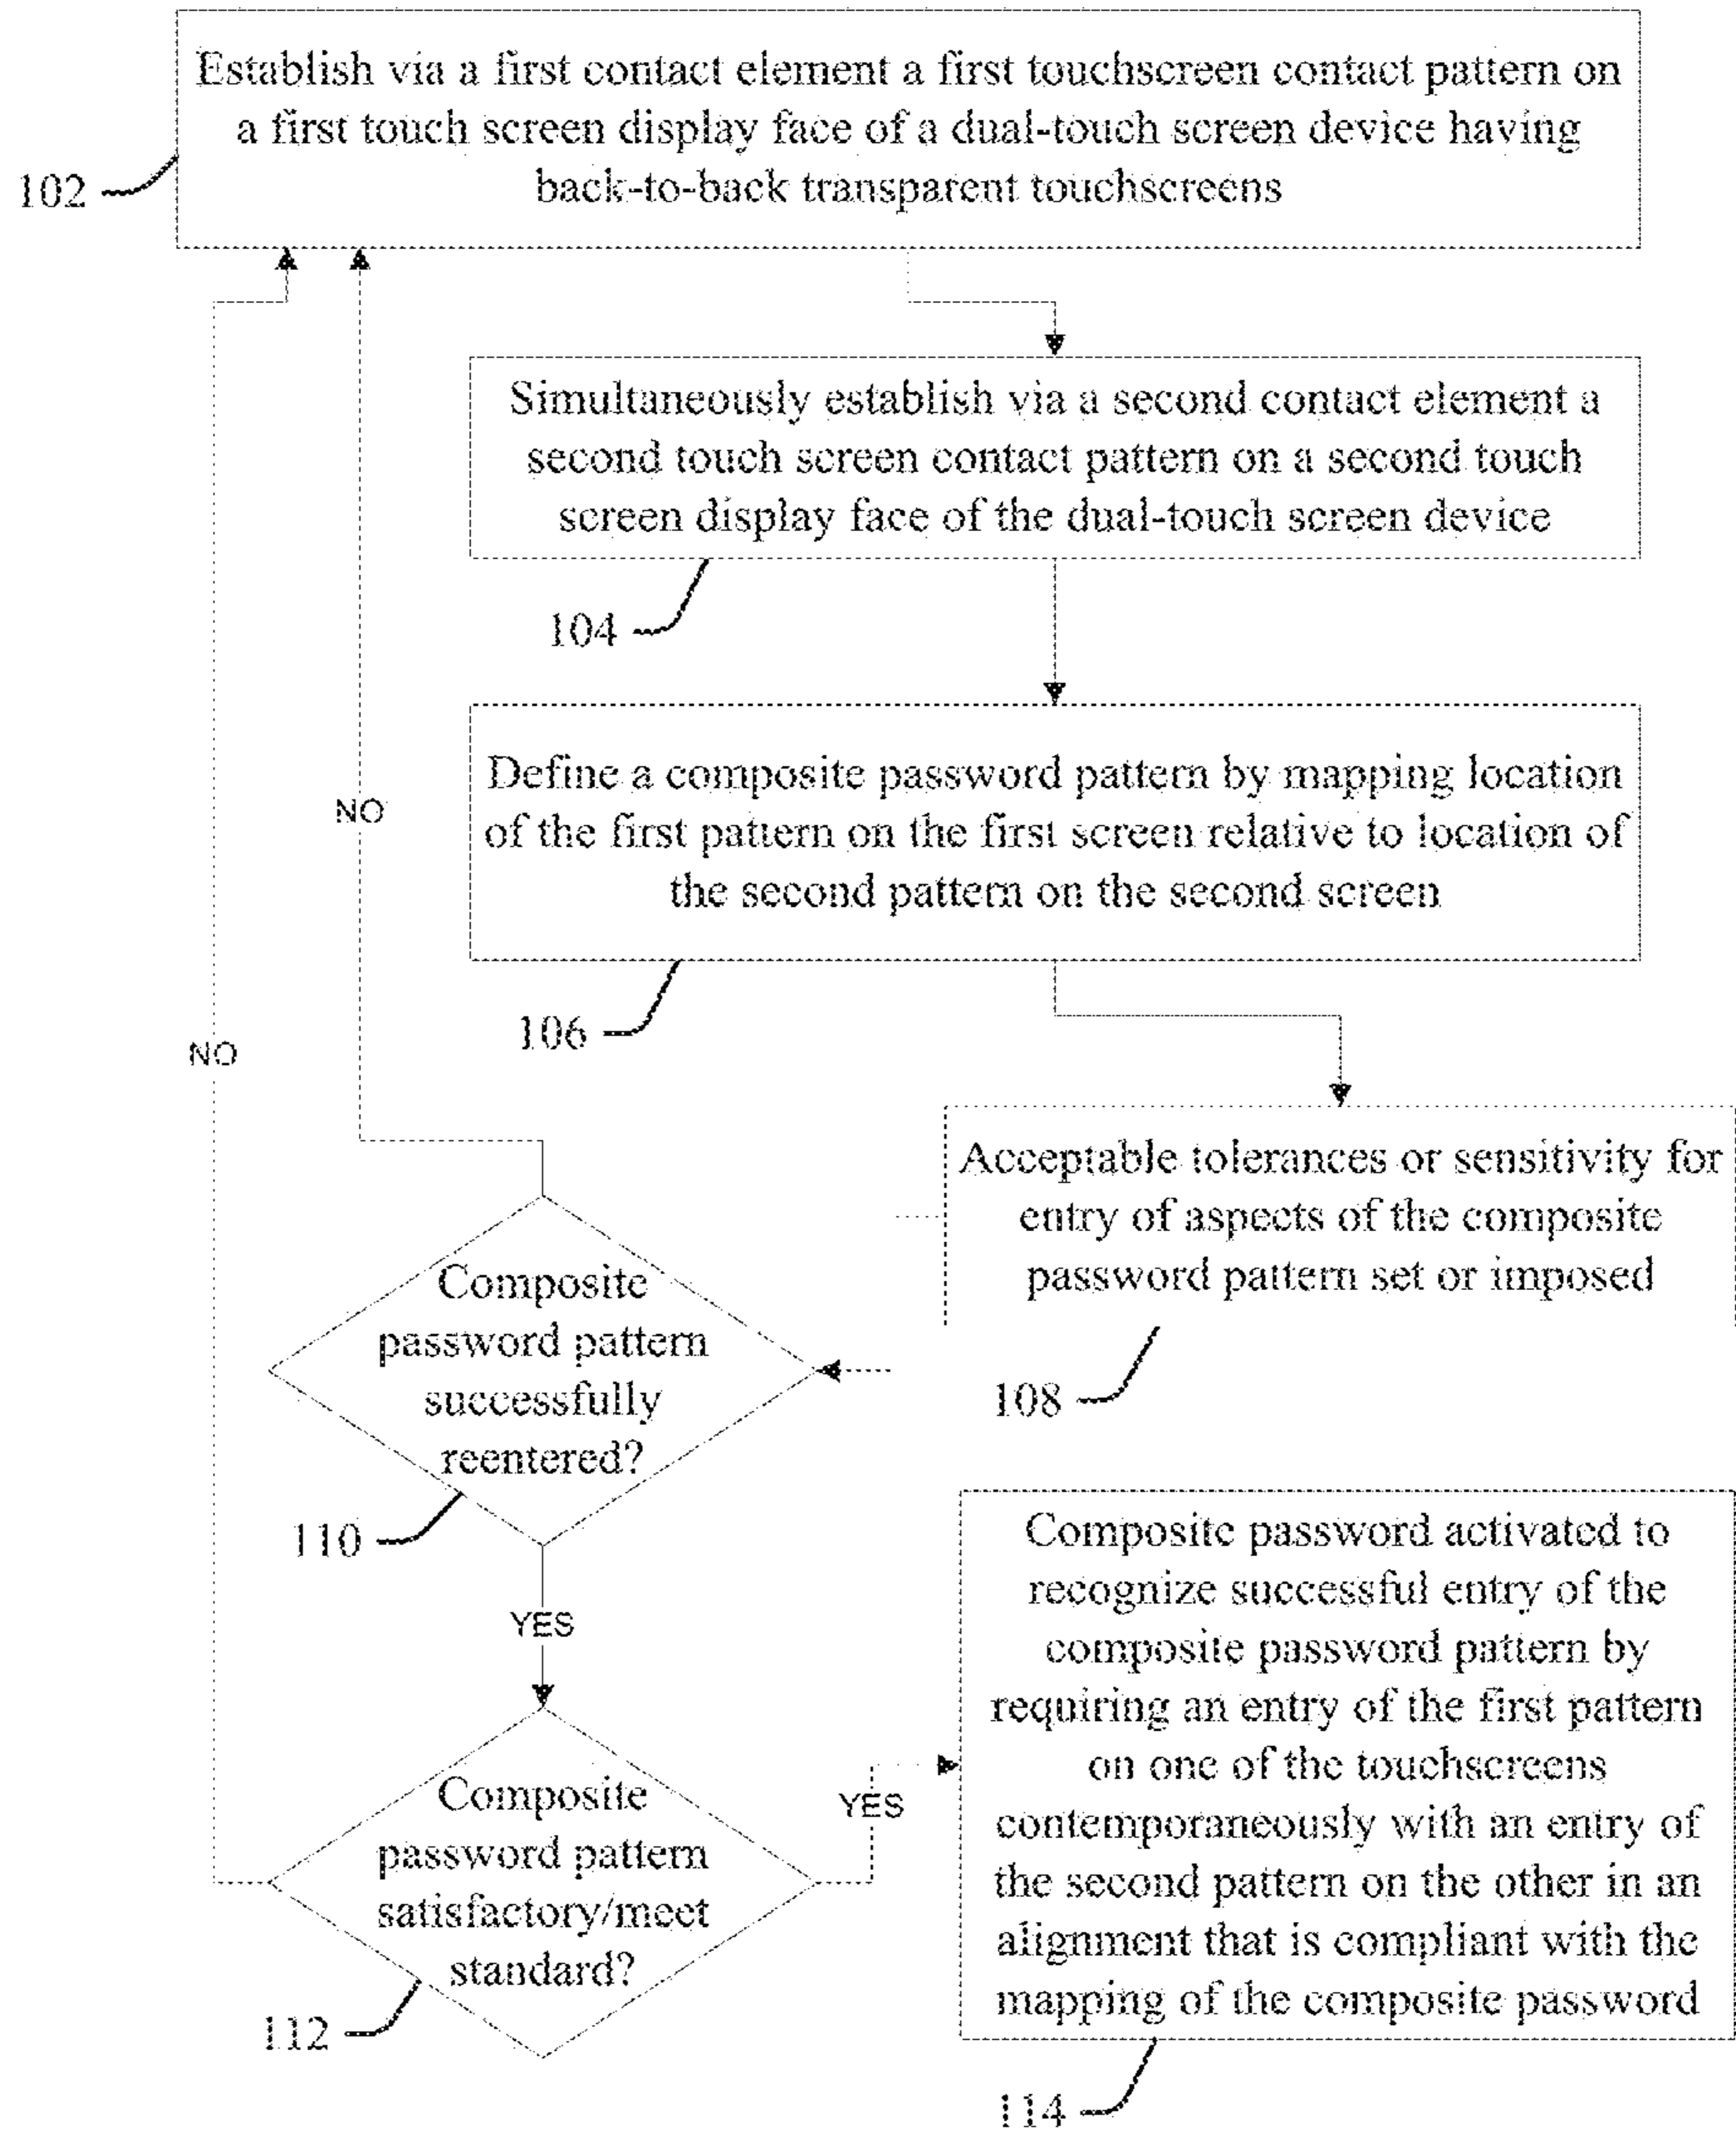 Establish via a first contact element a first touchscreen contact pattern on
a first touch screen display face of a dual-touch screen device having
back-to-back transparent touchscreens
102
Simultaneously establish via a second contact element a
second touch screen contact pattern on a second touch
screen display face of the dual-touch screen device
104
Define a composite password pattern by mapping location
of the first pattern on the first screen relative to location of
the second pattern on the second screen
106
NO
NO
Acceptable tolerances or sensitivity for
entry of aspects of the composite
password pattern set or imposed
108
Composite
password pattern
successfully
reentered?
110
YES
Composite
password pattern
satisfactory/meet
standard?
112
YES
Composite password activated to
recognize successful entry of the
composite password pattern by
requiring an entry of the first pattern
on one of the touchscreens
contemporaneously with an entry of
the second pattern on the other in an
alignment that is compliant with the
mapping of the composite password
114